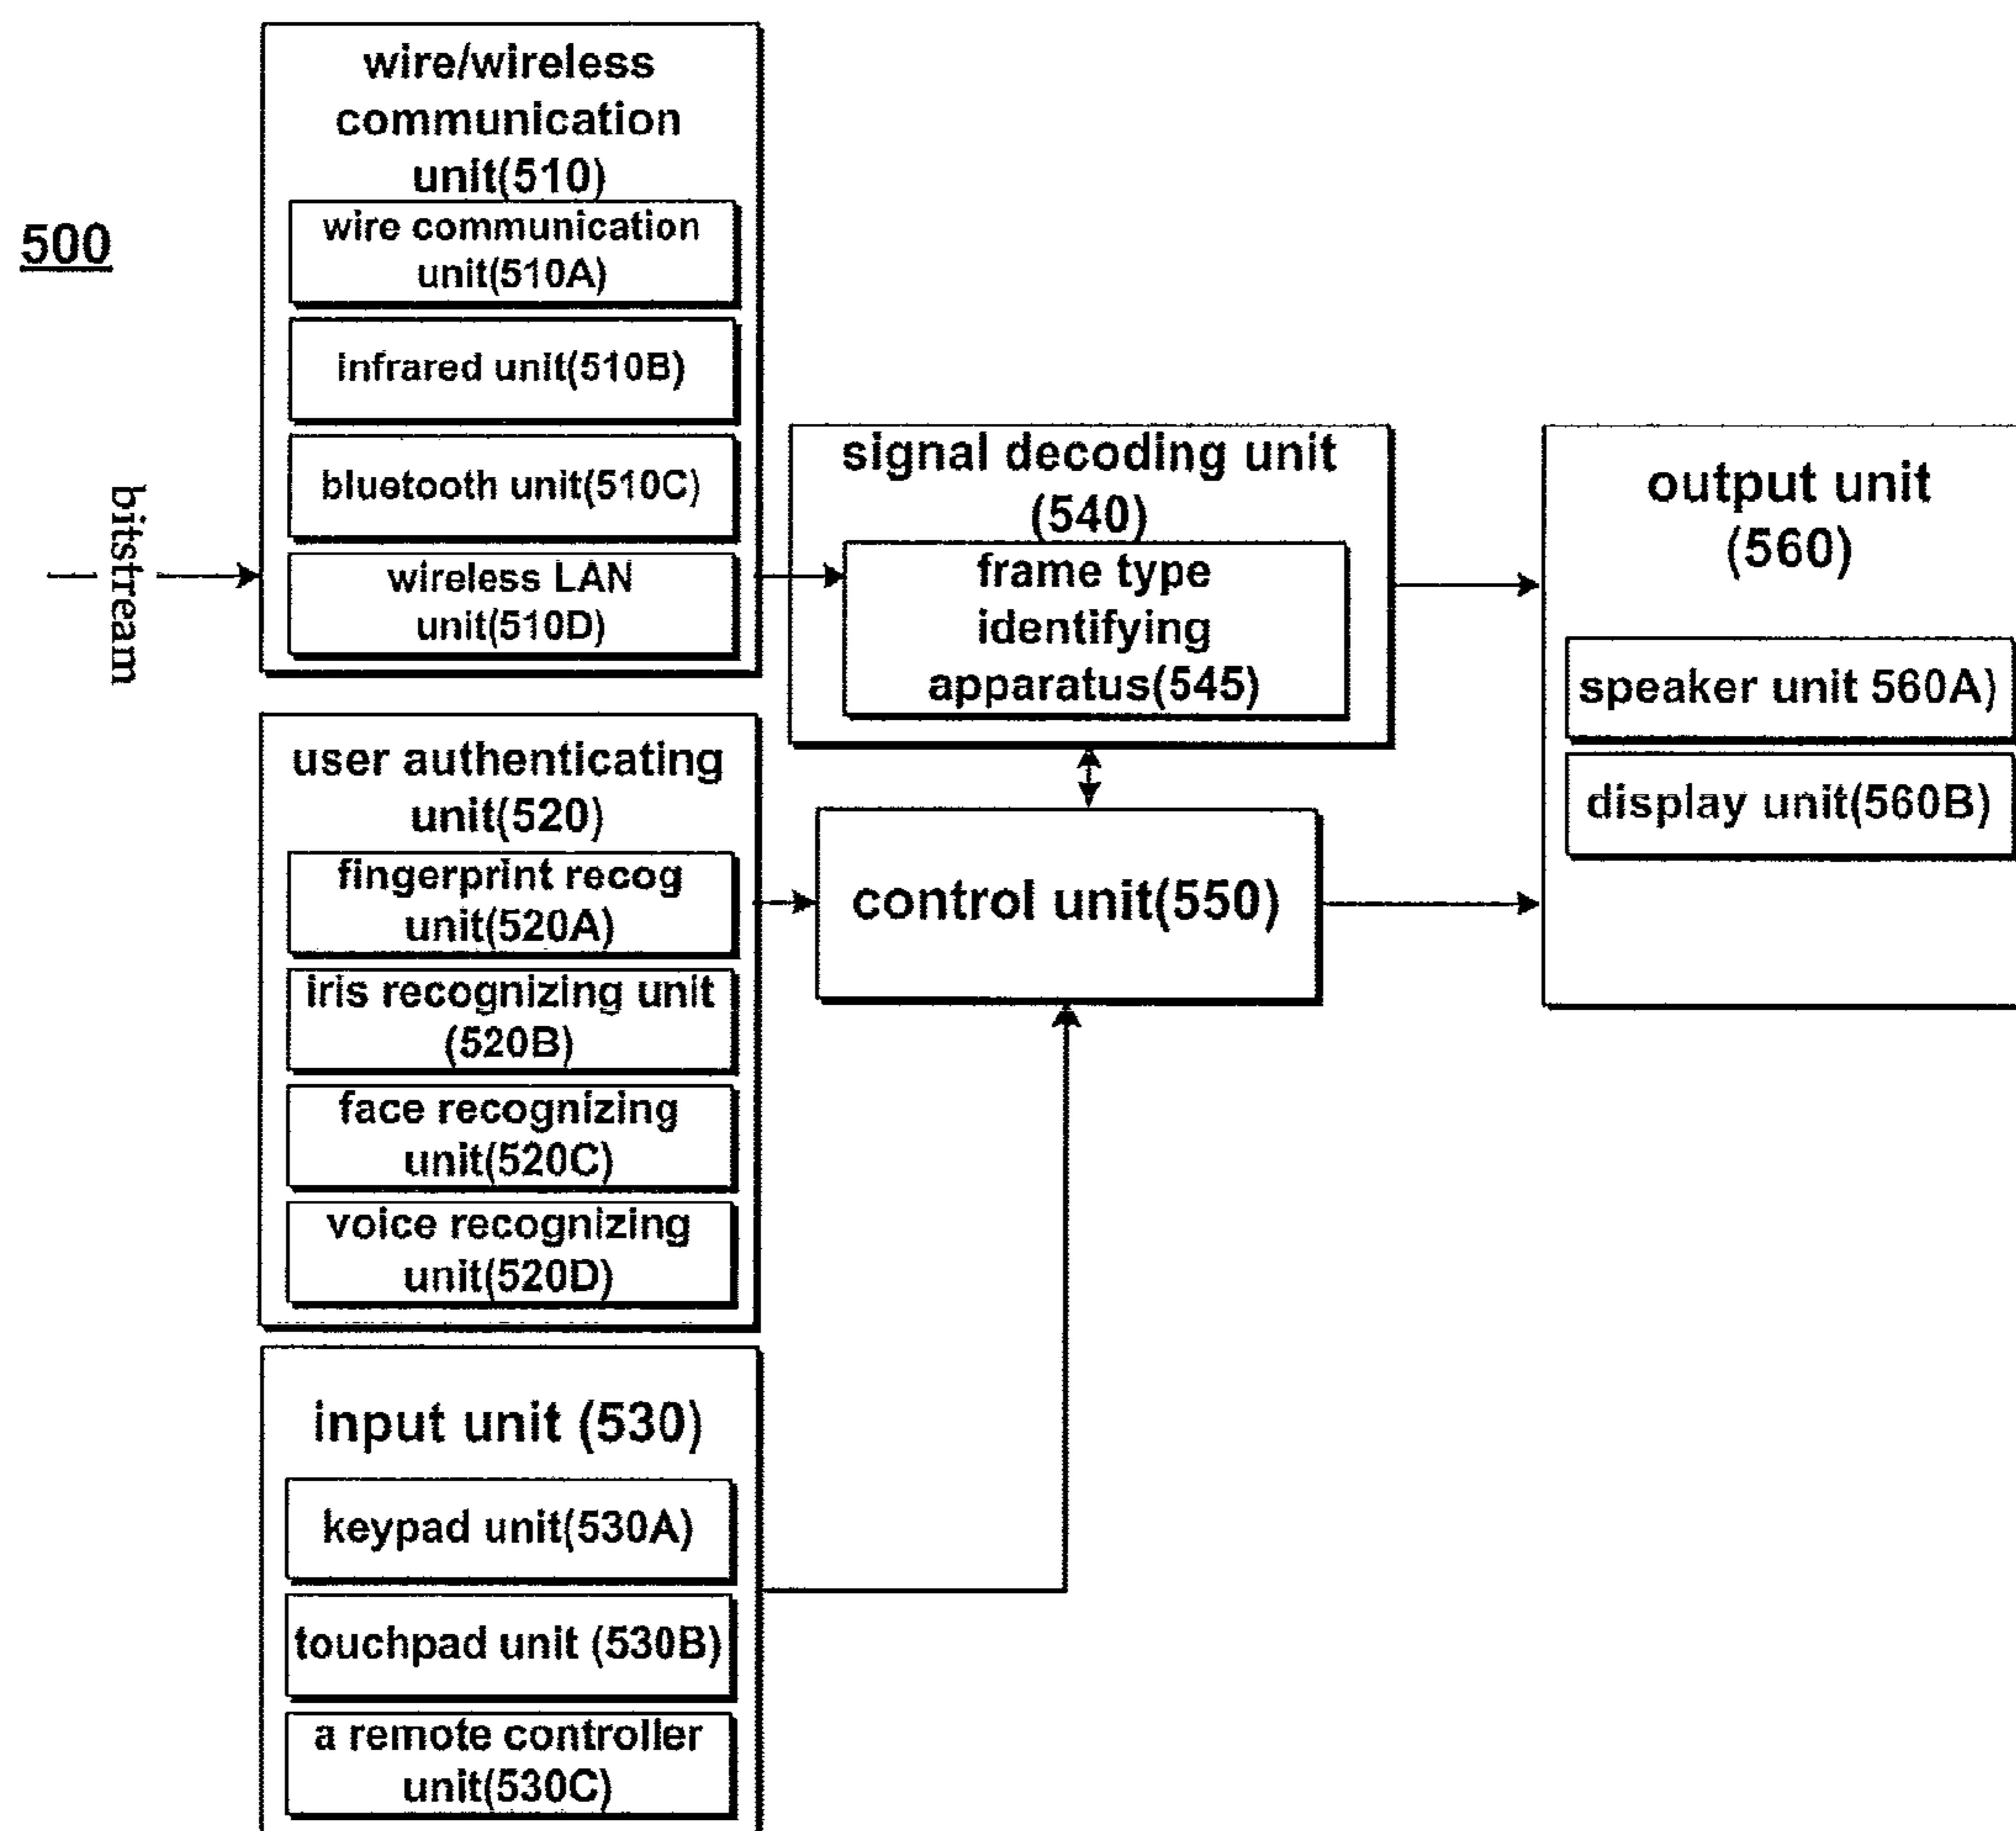 500
bitstream
wire/wireless
communication
unit(510)
wire communication
unit(510A)
infrared unit(510B)
bluetooth unit(510C)
wireless LAN
unit(510D)
user authenticating
unit(520)
fingerprint recog
unit(520A)
iris recognizing unit
(520B)
face recognizing
unit(520C)
voice recognizing
unit(520D)
input unit (530)
keypad unit(530A)
touchpad unit (530B)
a remote controller
unit(530C)
signal decoding unit
(540)
frame type
identifying
apparatus(545)
control unit(550)
output unit
(560)
speaker unit 560A)
display unit(560B)